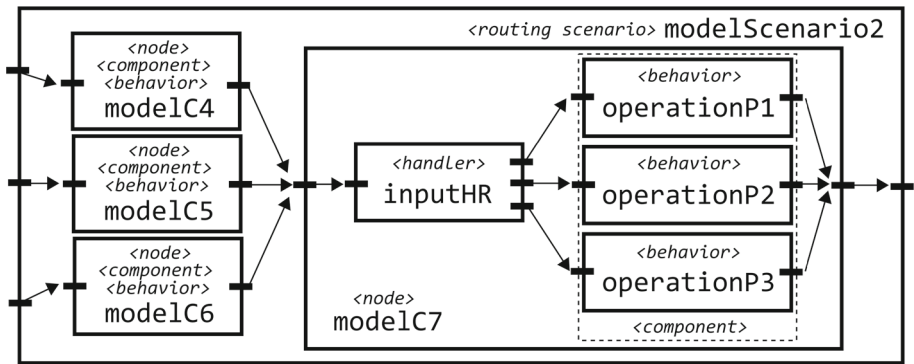 <routing scenario> modelScenario2
<node>
<component>
<behavior>
modelC4
<node>
<component>
<behavior>
modelC5
<node>
<component>
<behavior>
modelC6
<handler>
inputHR
<node>
modelC7
<behavior>
operationP1
<behavior>
operationP2
<behavior>
operationP3
<component>